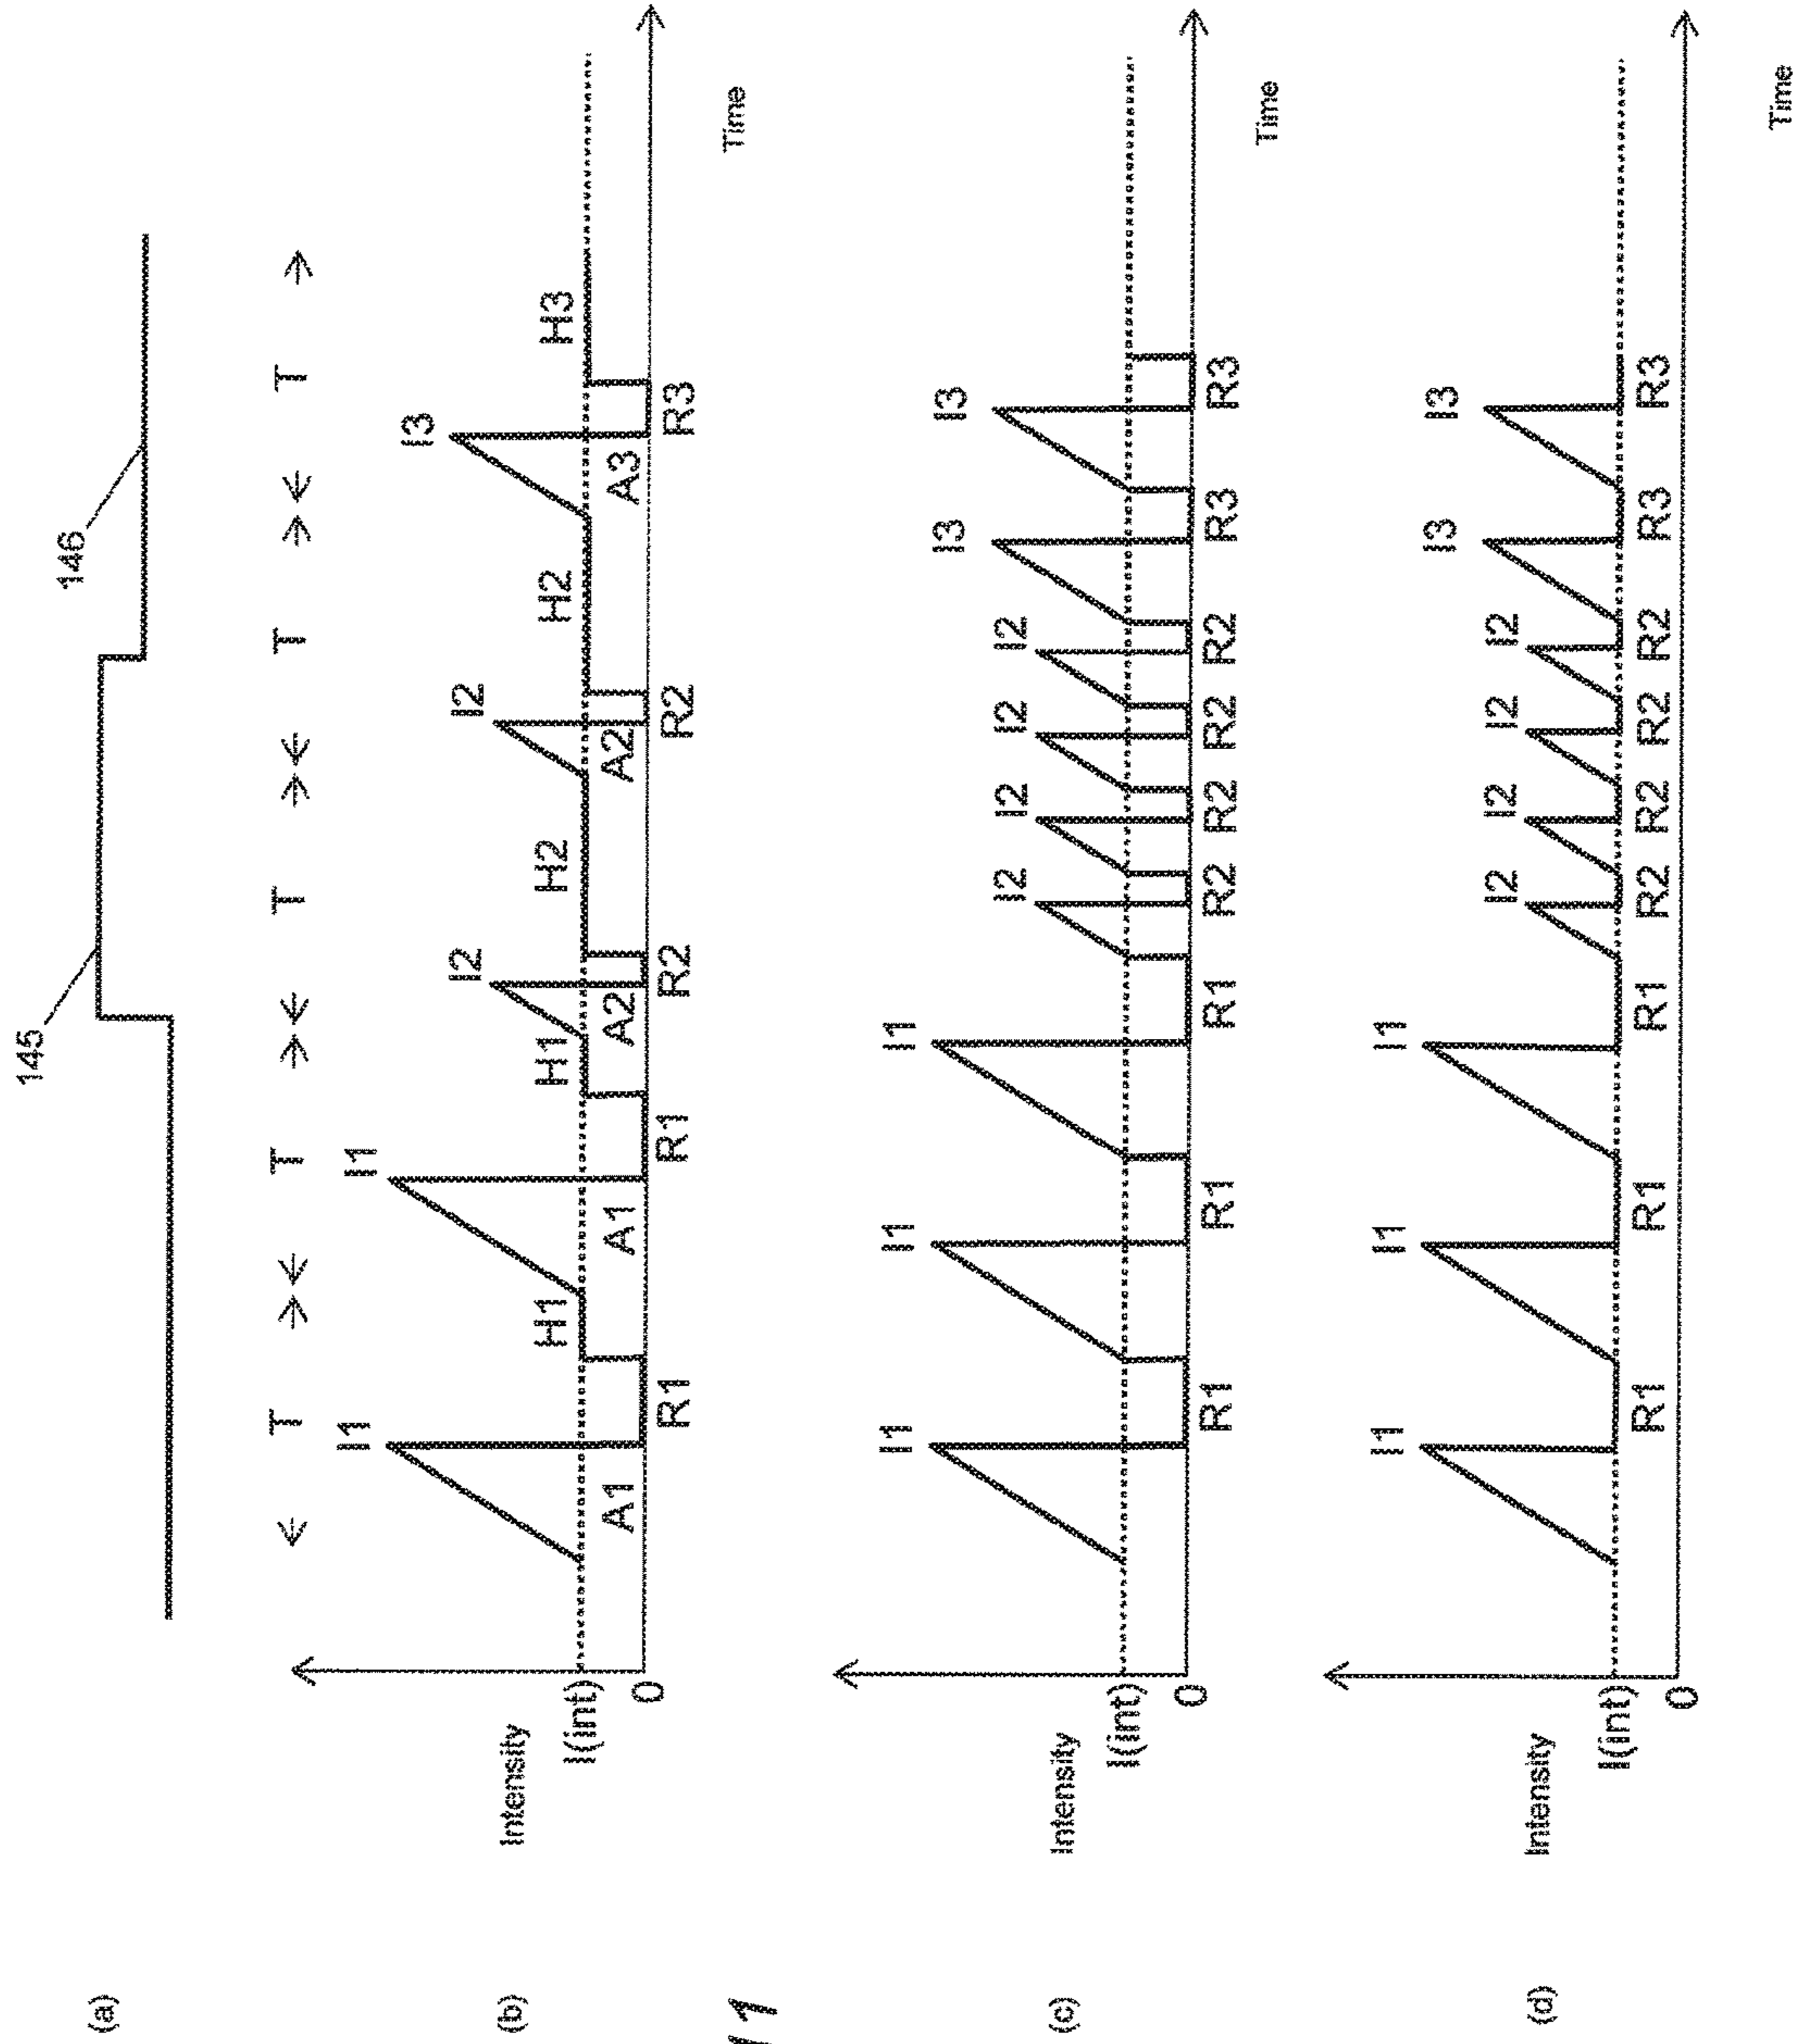 (a)
145
146
T T T T T
(b)
Intensity
I(int)
0
I1 I1 I2 I2 I3
H1 H1 H2 H2 H3
A1 A1 A2 A2 A3
R1 R1 R2 R2 R3
Time
(c)
Intensity
I(int)
0
I1 I1 I1 I2 I2 I2 I2 I3 I3
R1 R1 R1 R2 R2 R2 R2 R3 R3
Time
(d)
Intensity
I(int)
0
I1 I1 I1 I2 I2 I2 I2 I3 I3
R1 R1 R1 R2 R2 R2 R2 R3 R3
Time